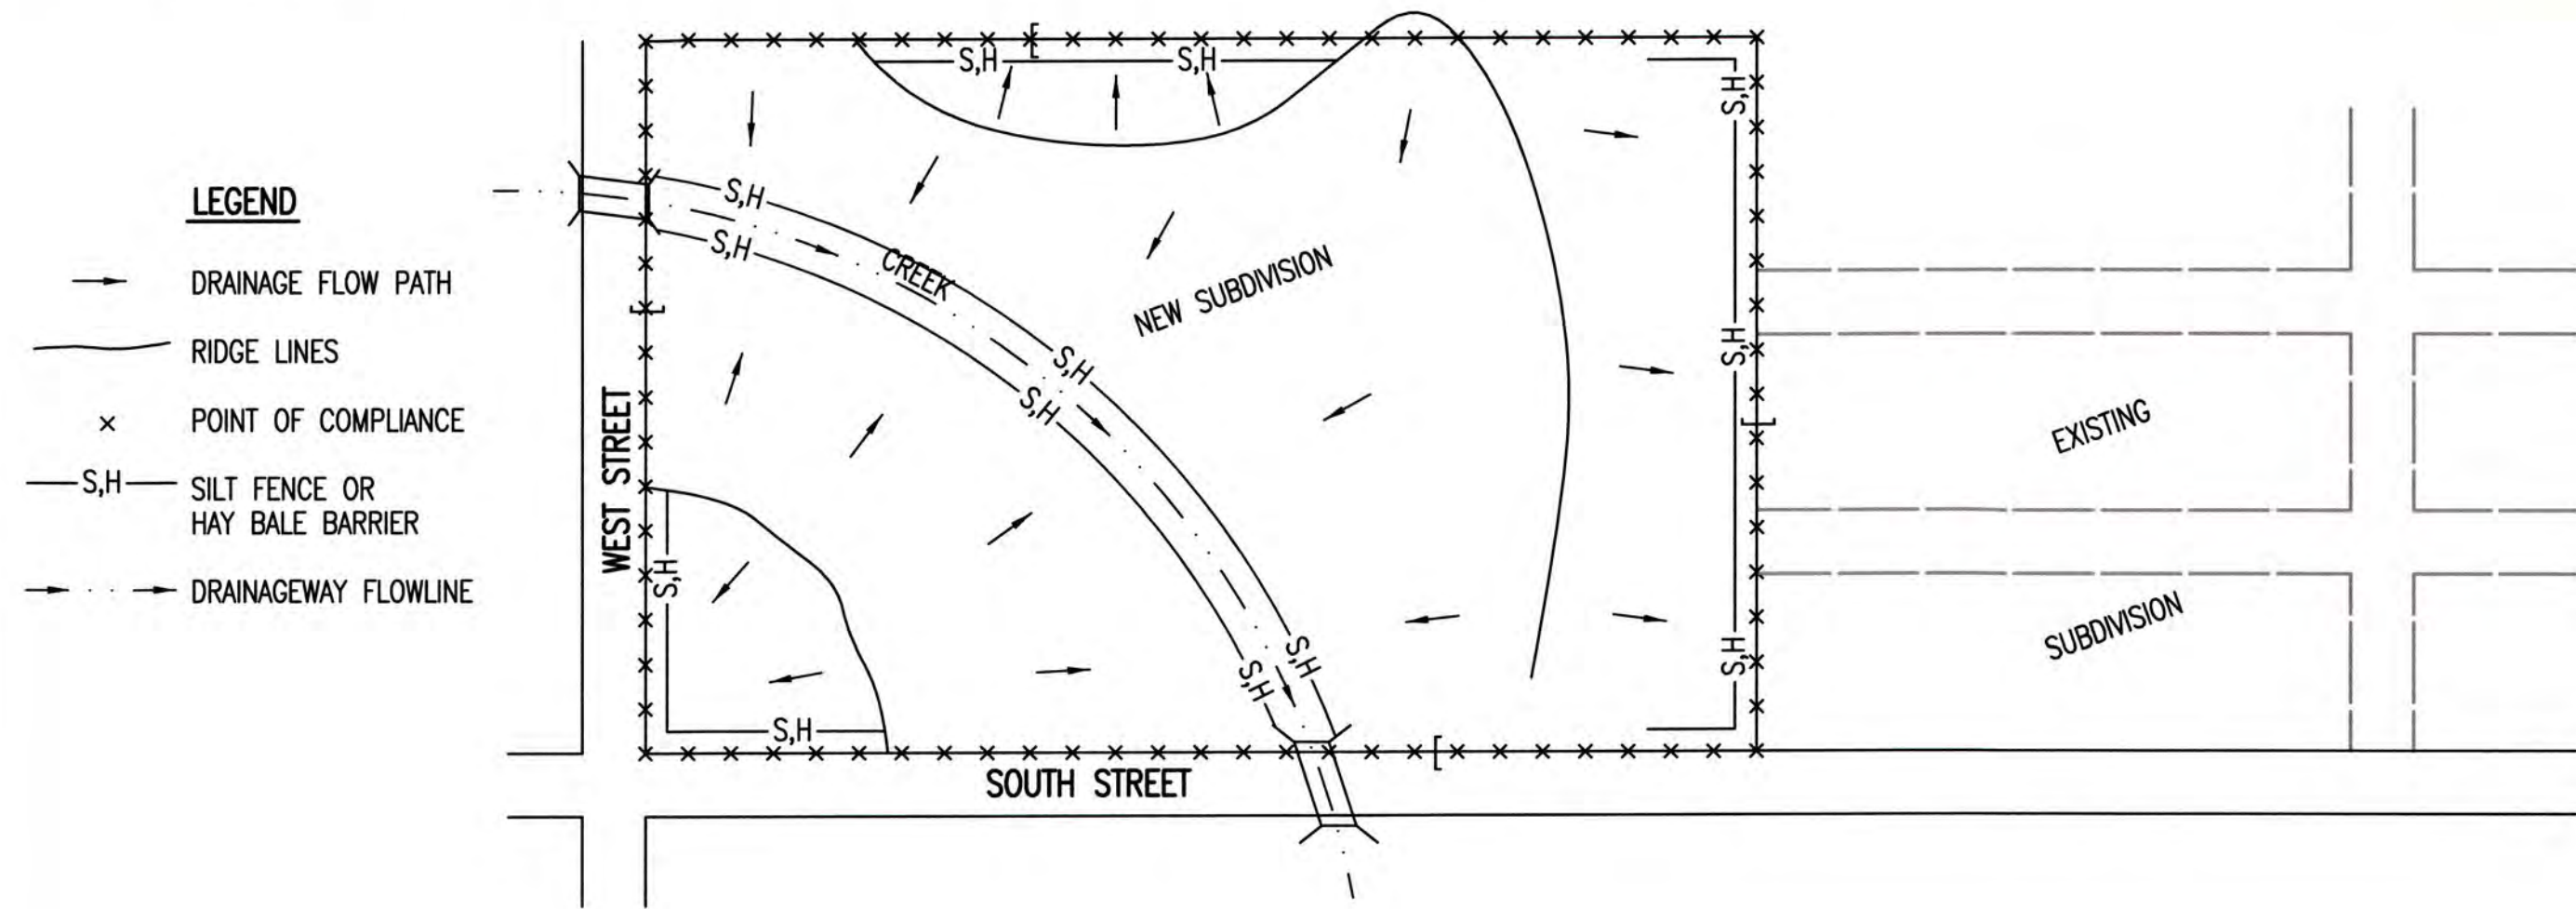 LEGEND
DRAINAGE FLOW PATH
RIDGE LINES
× POINT OF COMPLIANCE
S,H SILT FENCE OR
HAY BALE BARRIER
DRAINAGEWAY FLOWLINE
S,H
S,H
S,H
S,H
S,H
CREEK
NEW SUBDIVISION
S,H
S,H
S,H
WEST STREET
EXISTING
S,H
SUBDIVISION
S,H
S,H
S,H
S,H
SOUTH STREET